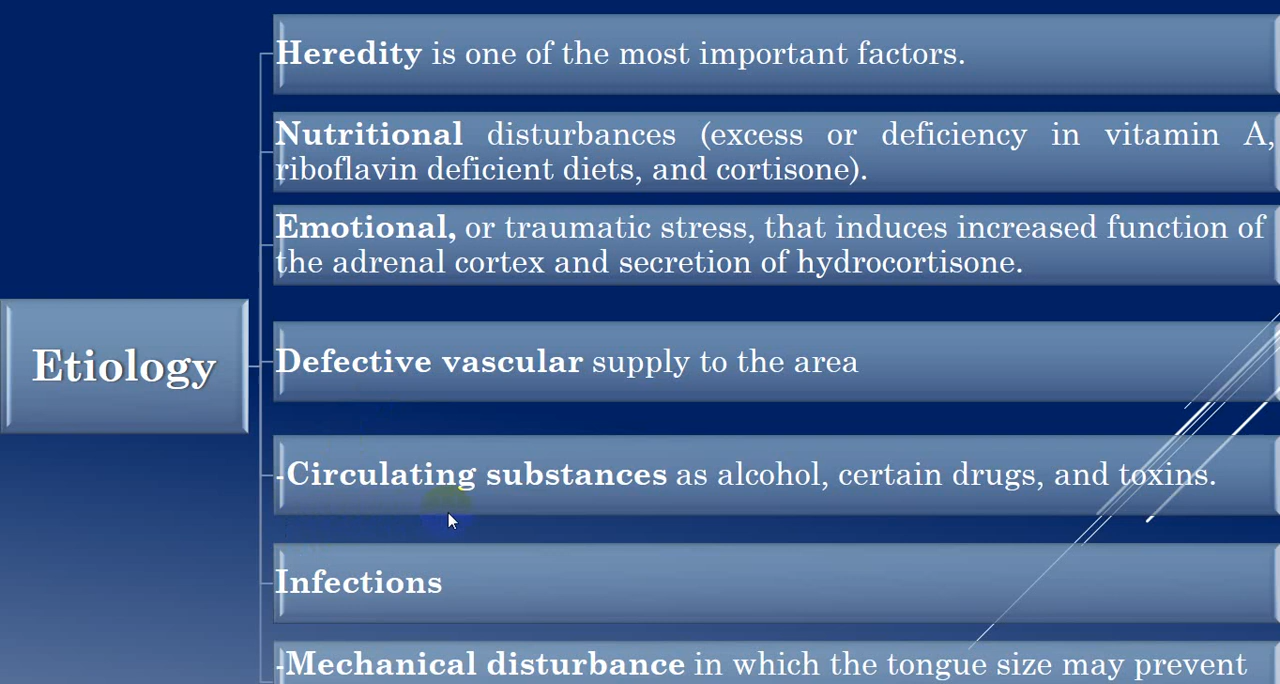 Heredity is one of the most important factors.
Nutritional disturbances (excess or deficiency in vitamin A,
riboflavin deficient diets, and cortisone).
Emotional, or traumatic stress, that induces increased function of
the adrenal cortex and secretion of hydrocortisone.
Etiology
Defective vascular supply to the area
-Circulating substances as alcohol, certain drugs, and toxins.
Infections
-Mechanical disturbance in which the tongue size may prevent